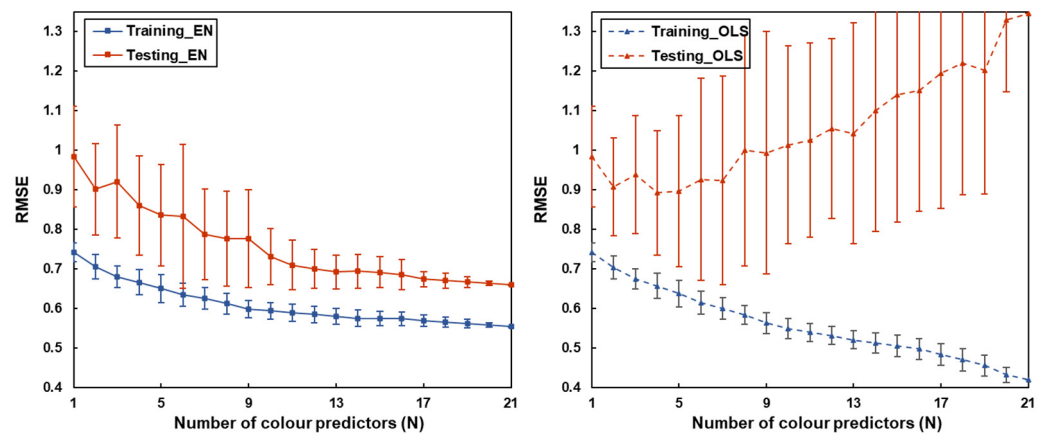 Training_EN
Testing_EN
RMSE
1.3
1.2
1.1
1
0.9
0.8
0.7
0.6
0.5
0.4
1 5 9 13 17 21
Number of colour predictors (N)
Training_OLS
Testing_OLS
RMSE
1.3
1.2
1.1
1
0.9
0.8
0.7
0.6
0.5
0.4
1 5 9 13 17 21
Number of colour predictors (N)